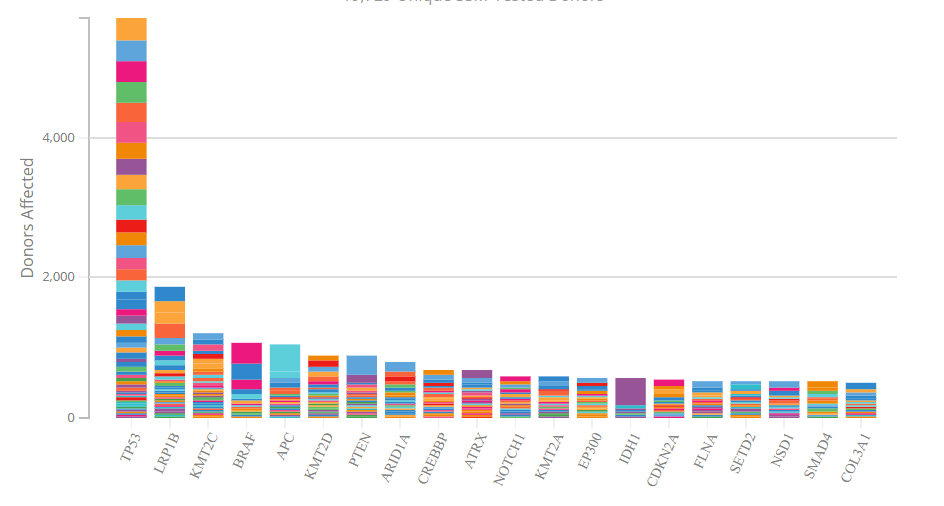 Donors Affected
4,000
2,000
0
TP53
LRP1B
KMT2C
BRAF
APC
KMT2D
PTEN
ARID1A
CREBBP
ATRX
NOTCH1
KMT2A
EP300
IDH1
CDKN2A
FLNA
SETD2
NSD1
SMAD4
COL3A1